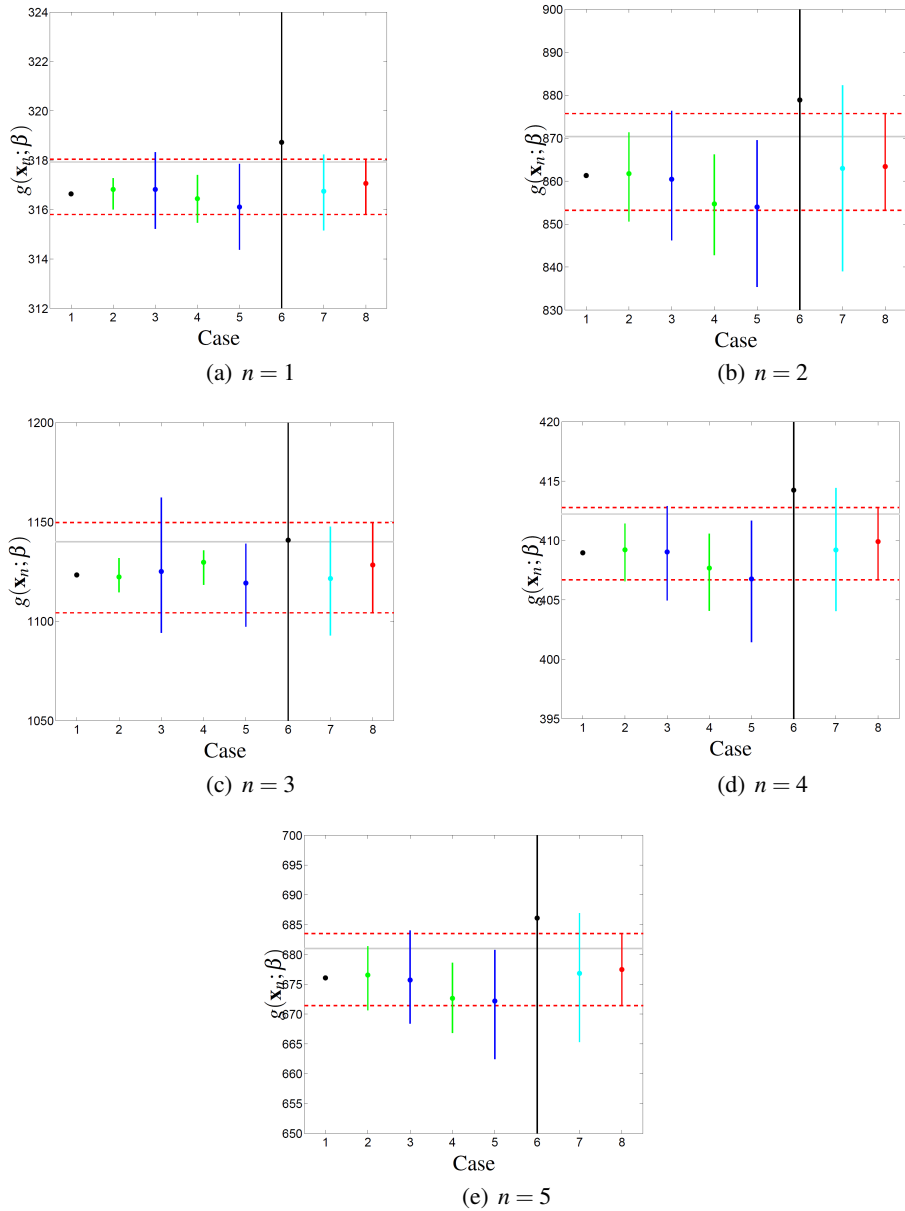 324
322
320
318
316
314
312
g(x_n; β)
1 2 3 4 5 6 7 8
Case
(a) n = 1
900
890
880
870
860
850
840
830
g(x_n; β)
1 2 3 4 5 6 7 8
Case
(b) n = 2
1200
1150
1100
1050
g(x_n; β)
1 2 3 4 5 6 7 8
Case
(c) n = 3
420
415
410
405
400
395
g(x_n; β)
1 2 3 4 5 6 7 8
Case
(d) n = 4
700
695
690
685
680
675
670
665
660
655
650
g(x_n; β)
1 2 3 4 5 6 7 8
Case
(e) n = 5